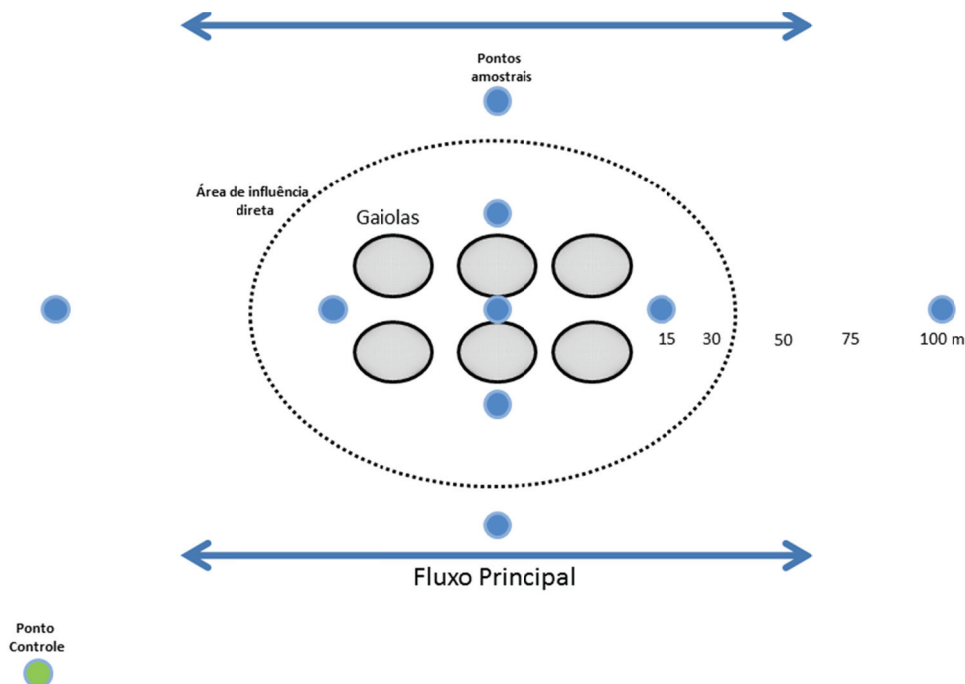 Pontos
amostrais
Área de influência
direta
Gaiolas
15 30 50 75 100 m
Fluxo Principal
Ponto
Controle